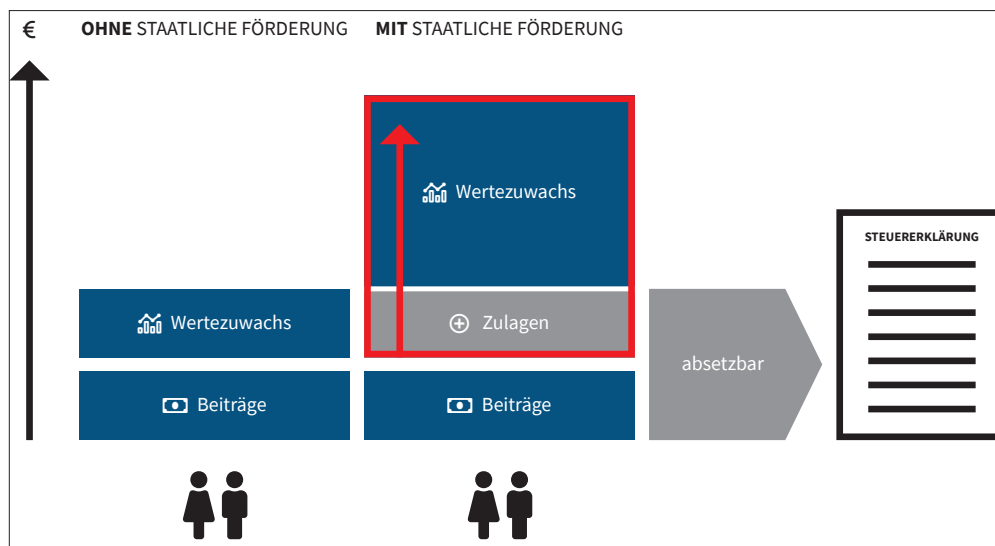 €
OHNE STAATLICHE FÖRDERUNG
MIT STAATLICHE FÖRDERUNG
Wertezuwachs
STEUERERKLÄRUNG
Wertezuwachs
Zulagen
absetzbar
Beiträge
Beiträge